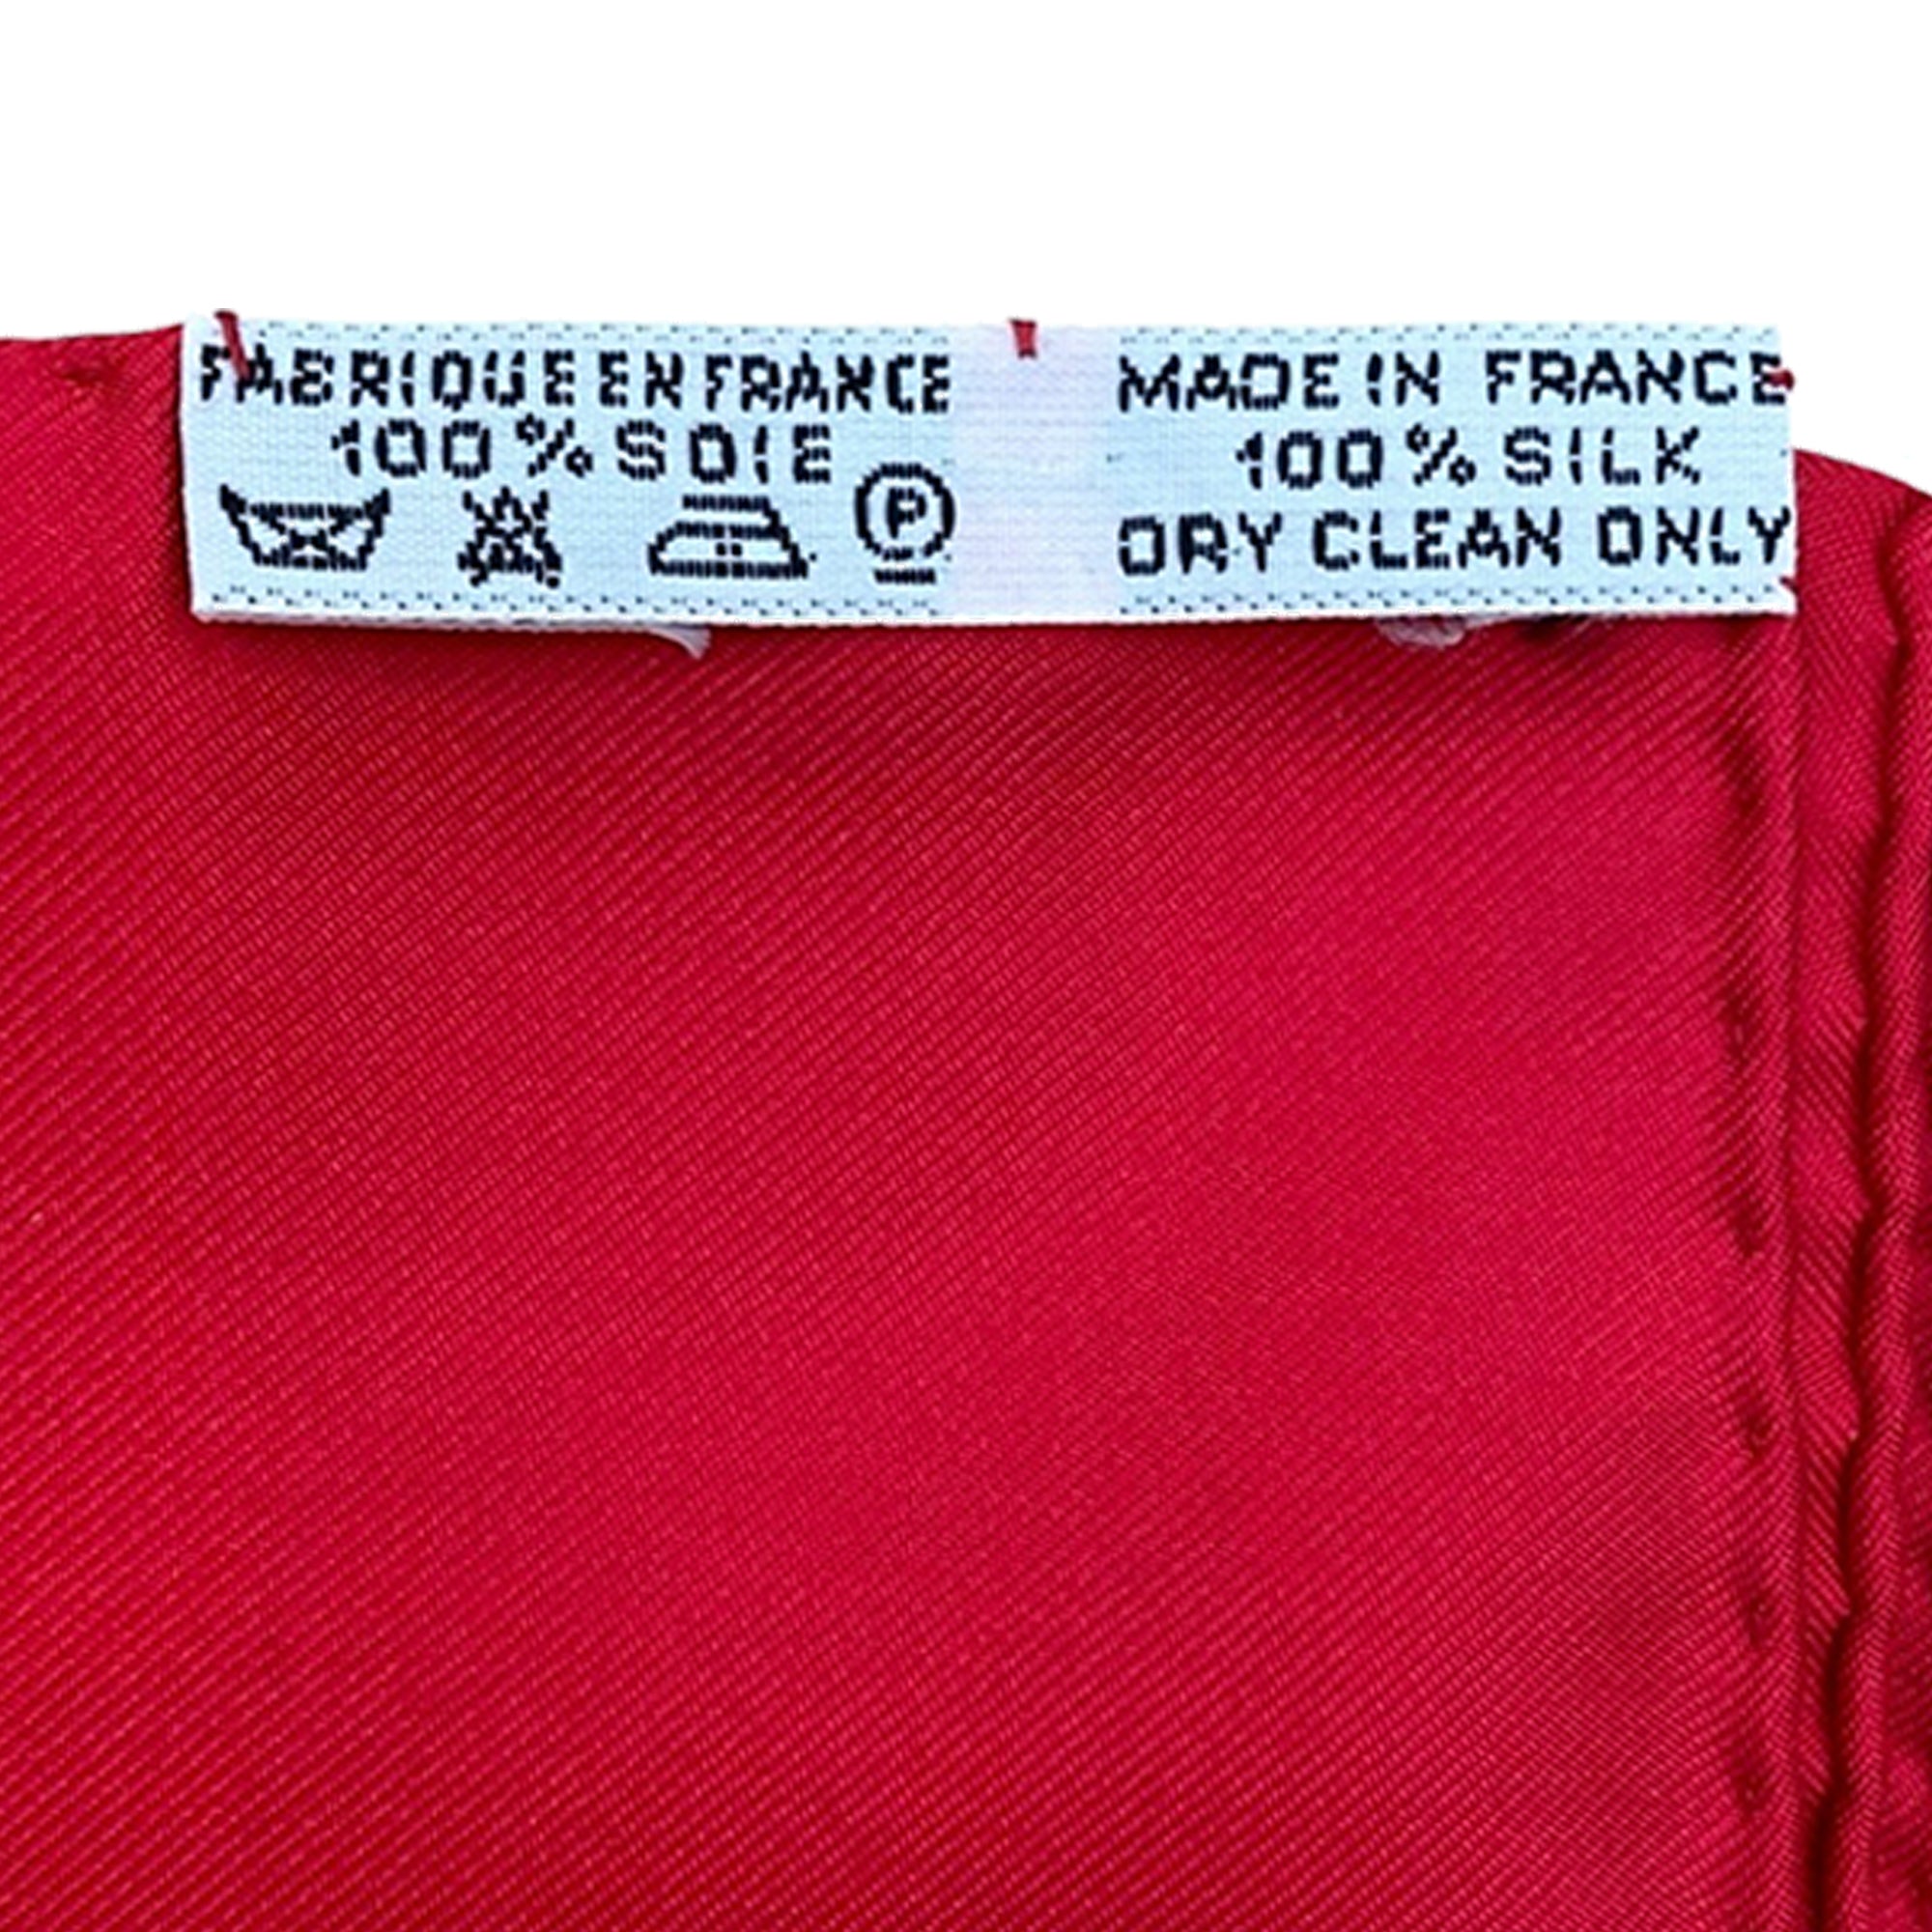 FABRIQUE EN FRANCE
100% SOIE
P
MADE IN FRANCE
100% SILK
DRY CLEAN ONLY